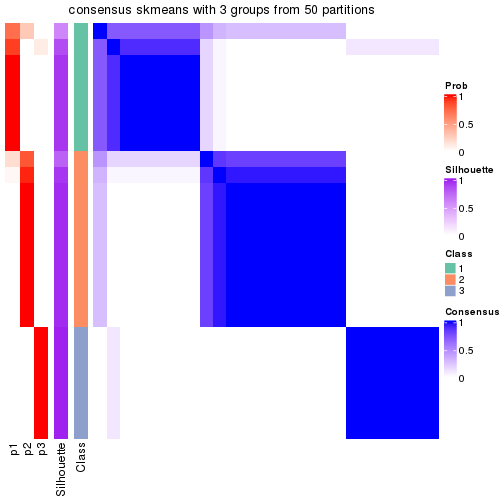 consensus skmeans with 3 groups from 50 partitions
Prob
1
0.5
0
Silhouette
1
0.5
0
Class
1
2
3
Consensus
1
0.5
0
p1
p2
p3
Silhouette
Class